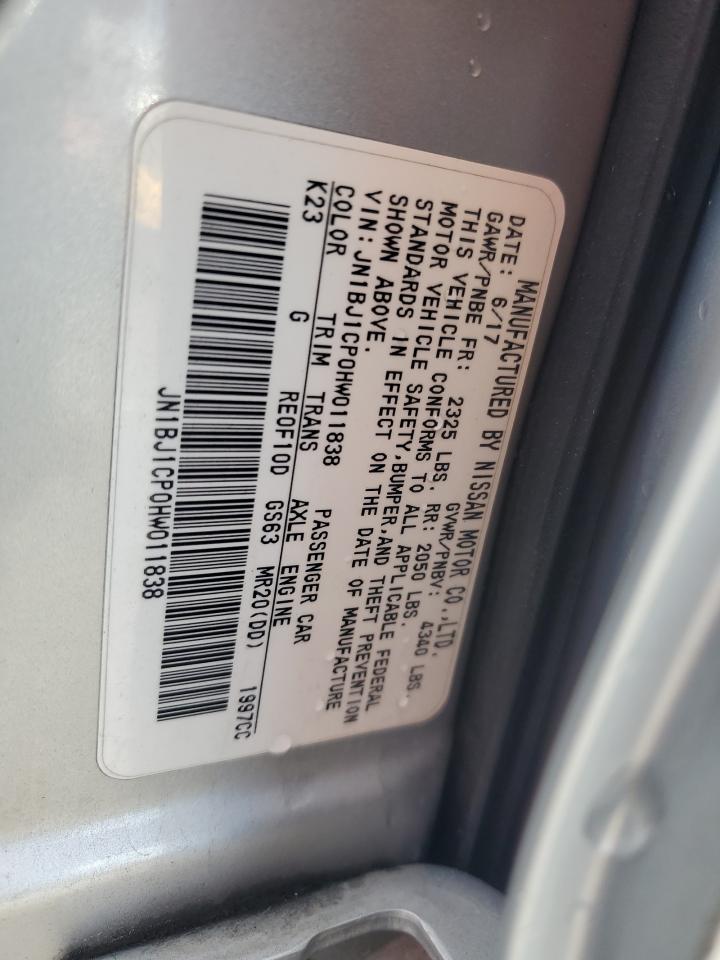 MANUFACTURED BY NISSAN MOTOR CO.,LTD.
DATE: 6/17 GVWR/PNBV: 4340 LBS.
GAWR/PNBE FR: 2325 LBS. RR: 2050 LBS.
THIS VEHICLE CONFORMS TO ALL APPLICABLE FEDERAL
MOTOR VEHICLE SAFETY,BUMPER,AND THEFT PREVENTION
STANDARDS IN EFFECT ON THE DATE OF MANUFACTURE
SHOWN ABOVE.
VIN:JN1BJ1CP0HW011838 PASSENGER CAR
COLOR TRIM TRANS AXLE ENGINE
K23 G RE0F10D GS63 MR20(DD) 1997CC
JN1BJ1CP0HW011838